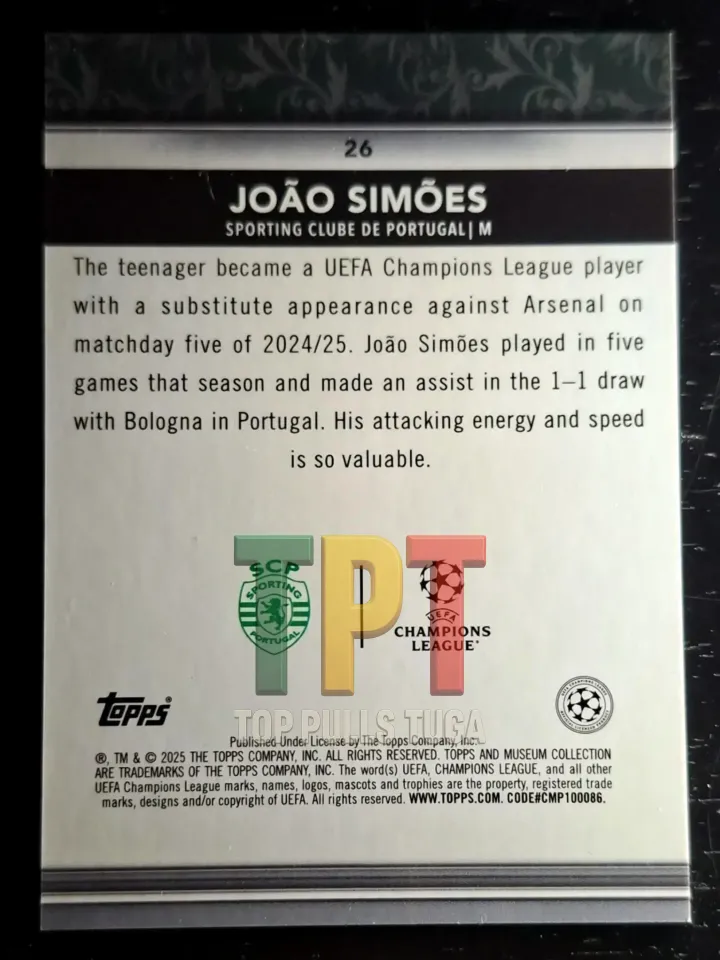 26
JOÃO SIMÕES
SPORTING CLUBE DE PORTUGAL | M
The teenager became a UEFA Champions League player
with a substitute appearance against Arsenal on
matchday five of 2024/25. João Simões played in five
games that season and made an assist in the 1–1 draw
with Bologna in Portugal. His attacking energy and speed
is so valuable.
TPT
SCP
SPORTING
PORTUGAL
UEFA
CHAMPIONS
LEAGUE®
topps®
TOP PULLS TUGA
Published Under License by The Topps Company, Inc.
®, TM & © 2025 THE TOPPS COMPANY, INC. ALL RIGHTS RESERVED. TOPPS AND MUSEUM COLLECTION
ARE TRADEMARKS OF THE TOPPS COMPANY, INC. The word(s) UEFA, CHAMPIONS LEAGUE, and all other
UEFA Champions League marks, names, logos, mascots and trophies are the property, registered trade
marks, designs and/or copyright of UEFA. All rights reserved. WWW.TOPPS.COM. CODE#CMP100086.